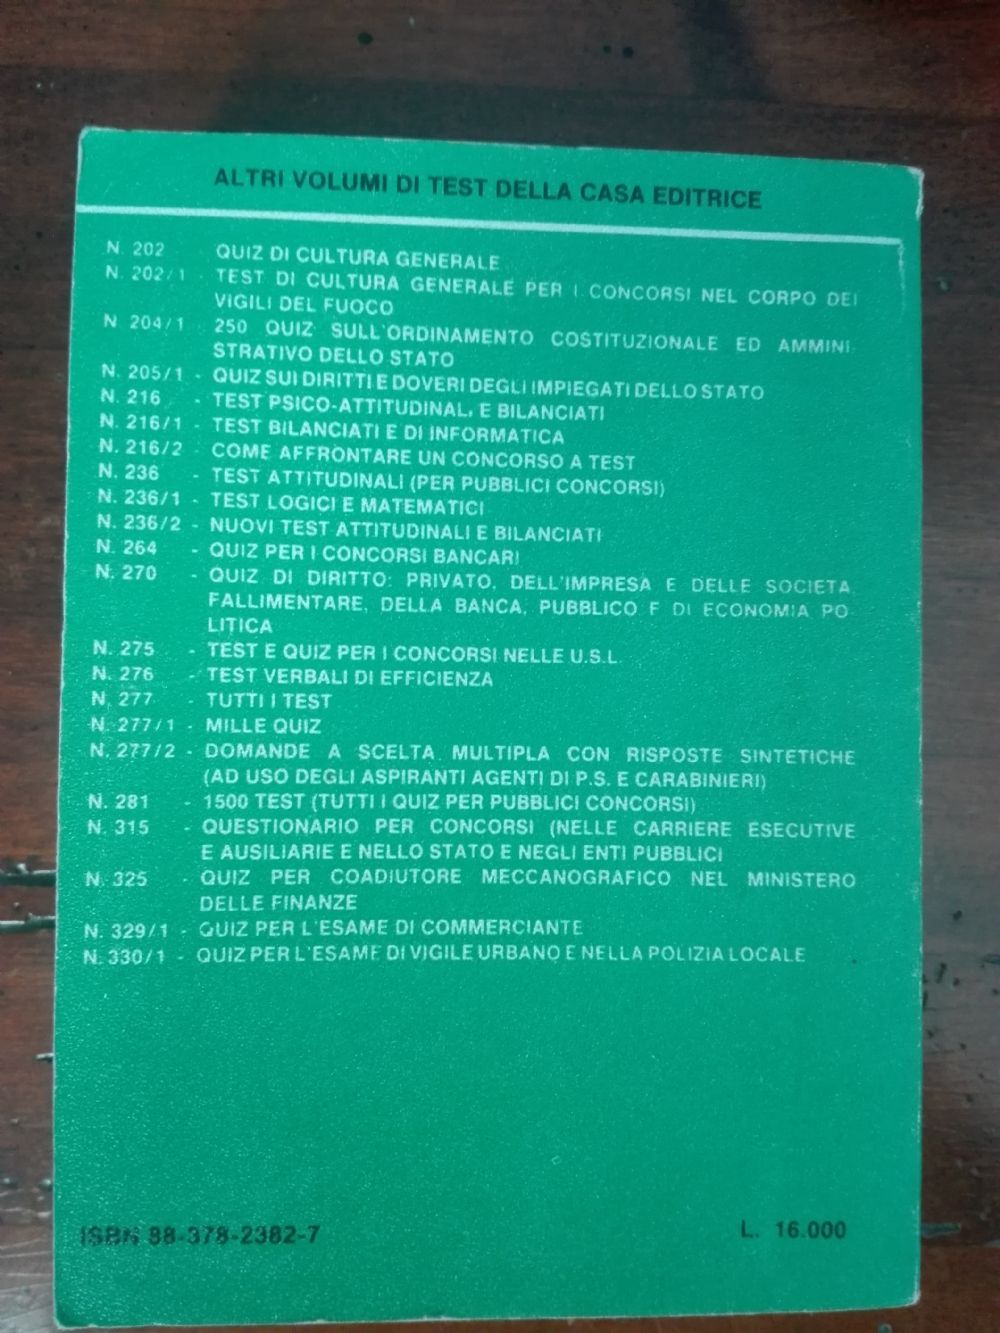 ALTRI VOLUMI DI TEST DELLA CASA EDITRICE
N. 202 QUIZ DI CULTURA GENERALE
N. 202/1 - TEST DI CULTURA GENERALE PER I CONCORSI NEL CORPO DEI
VIGILI DEL FUOCO
N 204/1 250 QUIZ SULL'ORDINAMENTO COSTITUZIONALE ED AMMINI
STRATIVO DELLO STATO
N. 205/1 - QUIZ SUI DIRITTI E DOVERI DEGLI IMPIEGATI DELLO STATO
N. 216 - TEST PSICO-ATTITUDINALI E BILANCIATI
N. 216/1 - TEST BILANCIATI E DI INFORMATICA
N. 216/2 - COME AFFRONTARE UN CONCORSO A TEST
N. 236 - TEST ATTITUDINALI (PER PUBBLICI CONCORSI)
N. 236/1 - TEST LOGICI E MATEMATICI
N. 236/2 - NUOVI TEST ATTITUDINALI E BILANCIATI
N. 264 - QUIZ PER I CONCORSI BANCARI
N. 270 - QUIZ DI DIRITTO: PRIVATO, DELL'IMPRESA E DELLE SOCIETÀ,
FALLIMENTARE, DELLA BANCA, PUBBLICO E DI ECONOMIA PO-
LITICA
N. 275 - TEST E QUIZ PER I CONCORSI NELLE U.S.L.
N. 276 - TEST VERBALI DI EFFICIENZA
N. 277 - TUTTI I TEST
N. 277/1 - MILLE QUIZ
N. 277/2 - DOMANDE A SCELTA MULTIPLA CON RISPOSTE SINTETICHE
(AD USO DEGLI ASPIRANTI AGENTI DI P.S. E CARABINIERI)
N. 281 - 1500 TEST (TUTTI I QUIZ PER PUBBLICI CONCORSI)
N. 315 - QUESTIONARIO PER CONCORSI (NELLE CARRIERE ESECUTIVE
E AUSILIARIE E NELLO STATO E NEGLI ENTI PUBBLICI
N. 325 - QUIZ PER COADIUTORE MECCANOGRAFICO NEL MINISTERO
DELLE FINANZE
N. 329/1 - QUIZ PER L'ESAME DI COMMERCIANTE
N. 330/1 - QUIZ PER L'ESAME DI VIGILE URBANO E NELLA POLIZIA LOCALE
ISBN 88-378-2382-7
L. 16.000